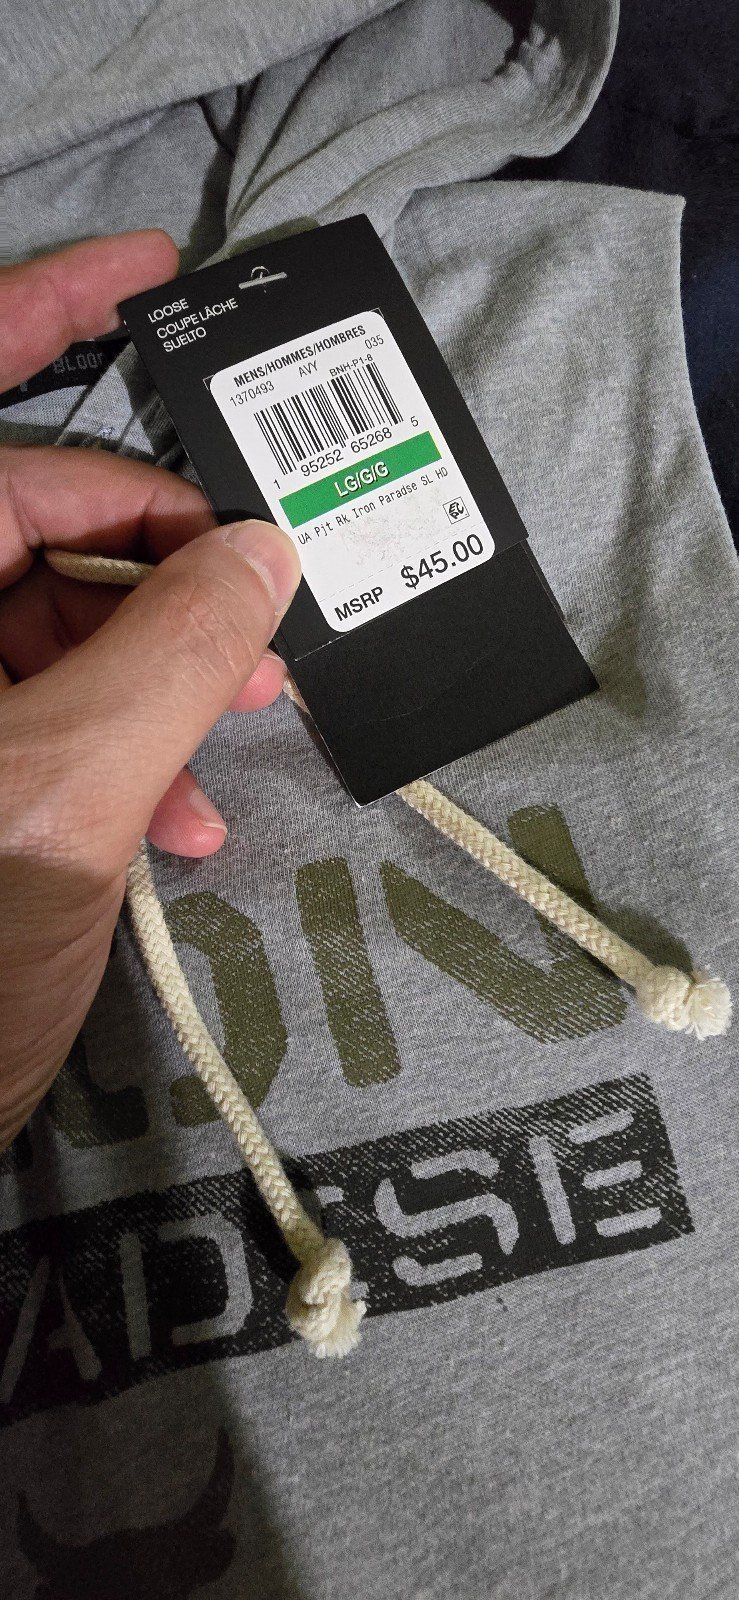 LOOSE
COUPE LÂCHE
SUELTO
MENS/HOMMES/HOMBRES
1370493 AVY 035
BNH-P1-8
1 95252 65268 5
LG/G/G
UA Pjt Rk Iron Paradse SL HD
MSRP $45.00
BLOOD